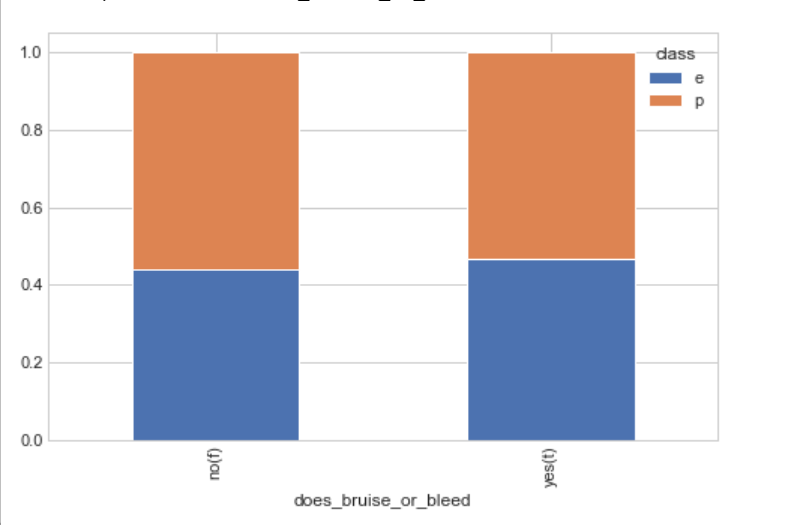 1.0
class
e
p
0.8
0.6
0.4
0.2
0.0
no(f)
yes(t)
does_bruise_or_bleed